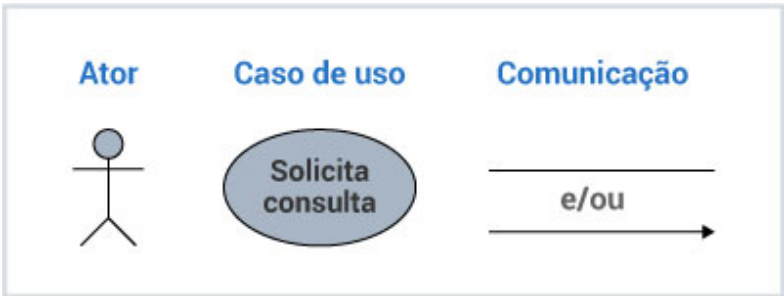 Ator
Caso de uso
Comunicação
Solicita
consulta
e/ou